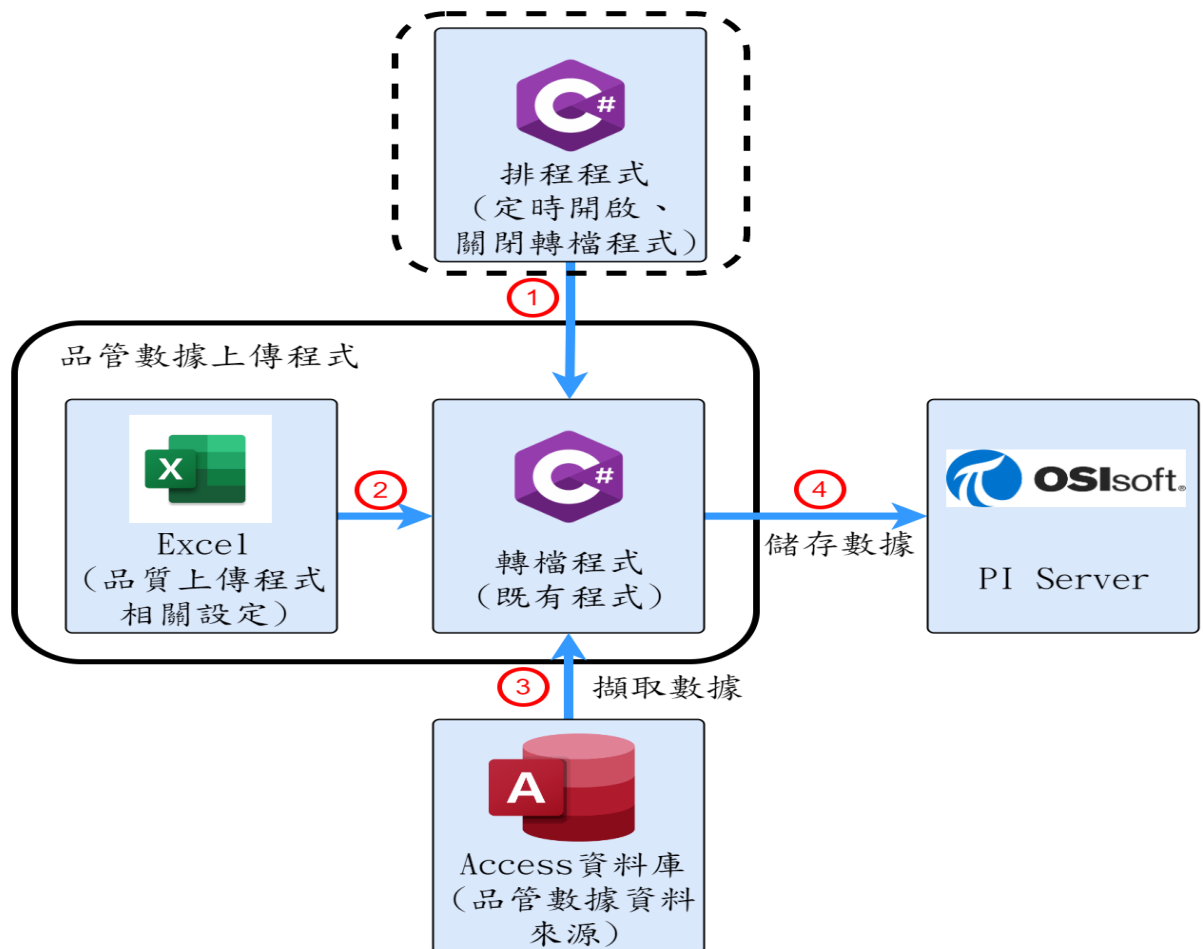 C#
排程程式
(定時開啟、
關閉轉檔程式)
1
品管數據上傳程式
X
Excel
(品質上傳程式
相關設定)
2
C#
轉檔程式
(既有程式)
4
儲存數據
OSIsoft®
PI Server
3
擷取數據
A
Access資料庫
(品管數據資料
來源)